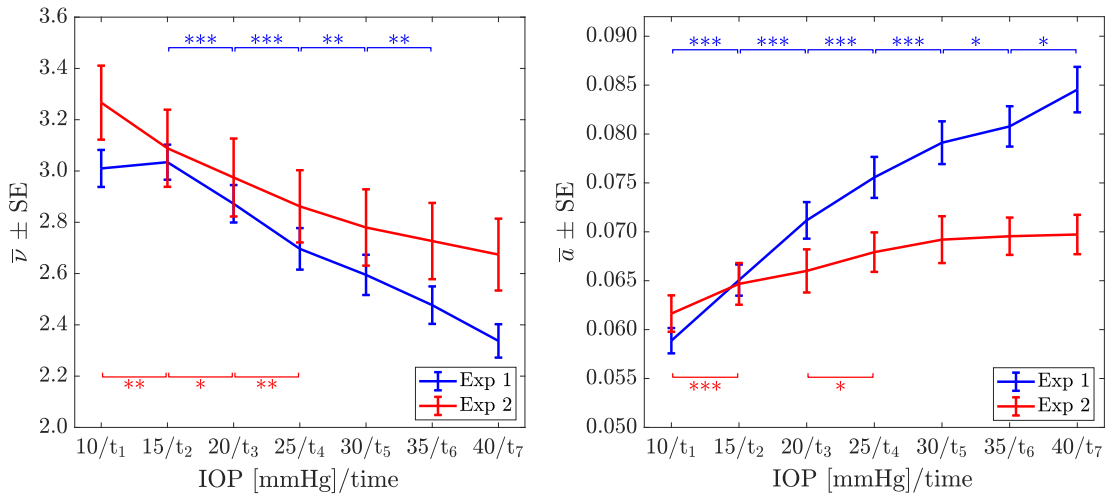 3.6
3.4
3.2
3.0
2.8
2.6
2.4
2.2
2.0
ν̄ ± SE
*** *** ** **
** * **
Exp 1
Exp 2
10/t₁ 15/t₂ 20/t₃ 25/t₄ 30/t₅ 35/t₆ 40/t₇
IOP [mmHg]/time
0.090
0.085
0.080
0.075
0.070
0.065
0.060
0.055
0.050
a̅ ± SE
*** *** *** *** * *
*** *
Exp 1
Exp 2
10/t₁ 15/t₂ 20/t₃ 25/t₄ 30/t₅ 35/t₆ 40/t₇
IOP [mmHg]/time